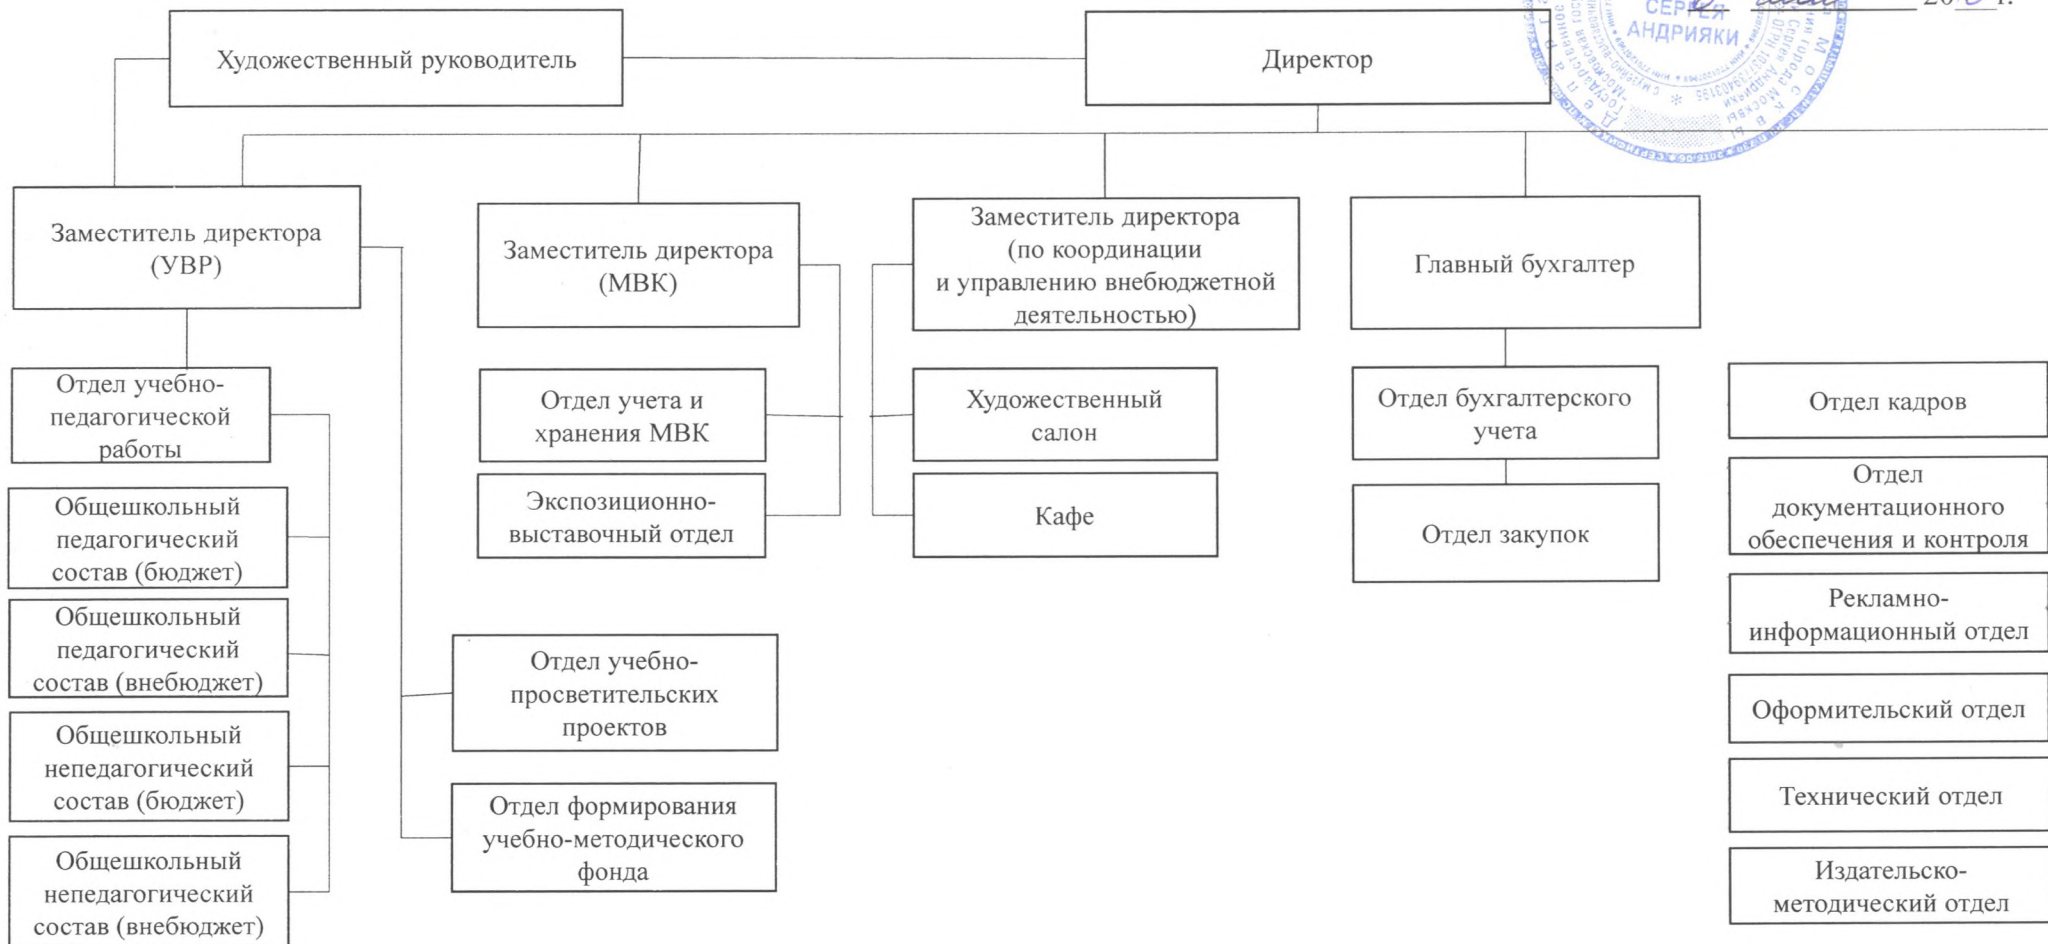 Художественный руководитель
Директор
СЕРГЕЯ
АНДРИЯКИ
20
г.
Заместитель директора
(УВР)
Заместитель директора
(МВК)
Заместитель директора
(по координации
и управлению внебюджетной
деятельностью)
Главный бухгалтер
Отдел учебно-
педагогической
работы
Общешкольный
педагогический
состав (бюджет)
Общешкольный
педагогический
состав (внебюджет)
Общешкольный
непедагогический
состав (бюджет)
Общешкольный
непедагогический
состав (внебюджет)
Отдел учета и
хранения МВК
Экспозиционно-
выставочный отдел
Отдел учебно-
просветительских
проектов
Отдел формирования
учебно-методического
фонда
Художественный
салон
Кафе
Отдел бухгалтерского
учета
Отдел закупок
Отдел кадров
Отдел
документационного
обеспечения и контроля
Рекламно-
информационный отдел
Оформительский отдел
Технический отдел
Издательско-
методический отдел